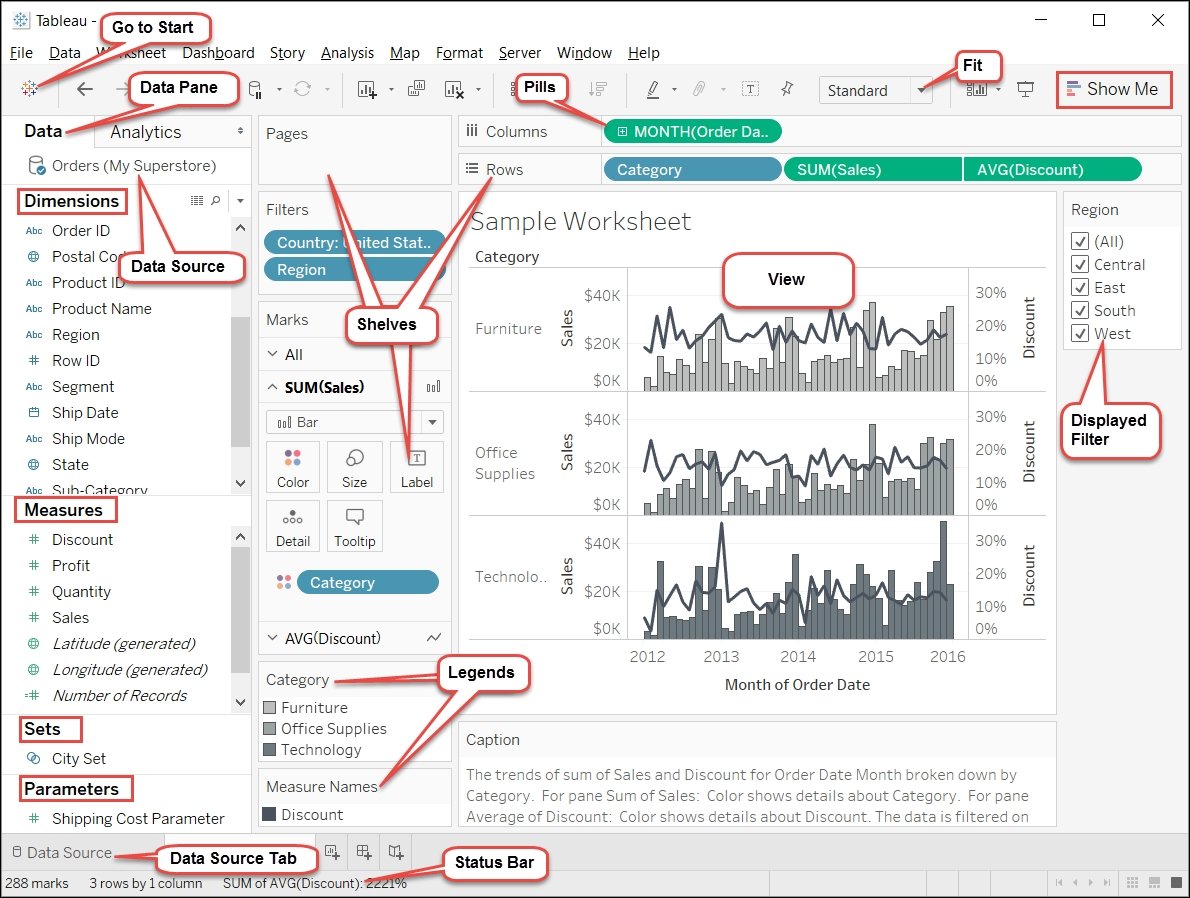 Tableau -
Go to Start
File Data Worksheet Dashboard Story Analysis Map Format Server Window Help
Data Pane
Pills
Standard
Fit
Show Me
Data
Analytics
Orders (My Superstore)
Dimensions
Order ID
Postal Cod
Data Source
Product ID
Product Name
Region
Row ID
Segment
Ship Date
Ship Mode
State
Sub-Category
Abc
Abc
Abc
Abc
Abc
Abc
Abc
Measures
Discount
Profit
Quantity
Sales
Latitude (generated)
Longitude (generated)
Number of Records
Sets
City Set
Parameters
Shipping Cost Parameter
Pages
Filters
Country: United Stat..
Region
Shelves
Marks
All
SUM(Sales)
Bar
Color Size Label
Detail Tooltip
Category
AVG(Discount)
Legends
Category
Furniture
Office Supplies
Technology
Measure Names
Discount
Columns
MONTH(Order Da..
Rows
Category SUM(Sales) AVG(Discount)
Sample Worksheet
View
Category
Furniture
Sales
$40K
$20K
$0K
30%
20%
10%
0%
Discount
Office
Supplies
Sales
$40K
$20K
$0K
30%
20%
10%
0%
Discount
Technolo..
Sales
$40K
$20K
$0K
30%
20%
10%
0%
Discount
2012 2013 2014 2015 2016
Month of Order Date
Caption
The trends of sum of Sales and Discount for Order Date Month broken down by
Category. For pane Sum of Sales: Color shows details about Category. For pane
Average of Discount: Color shows details about Discount. The data is filtered on
Region
(All)
Central
East
South
West
Displayed
Filter
Data Source
Data Source Tab
Status Bar
288 marks 3 rows by 1 column SUM of AVG(Discount): 2221%